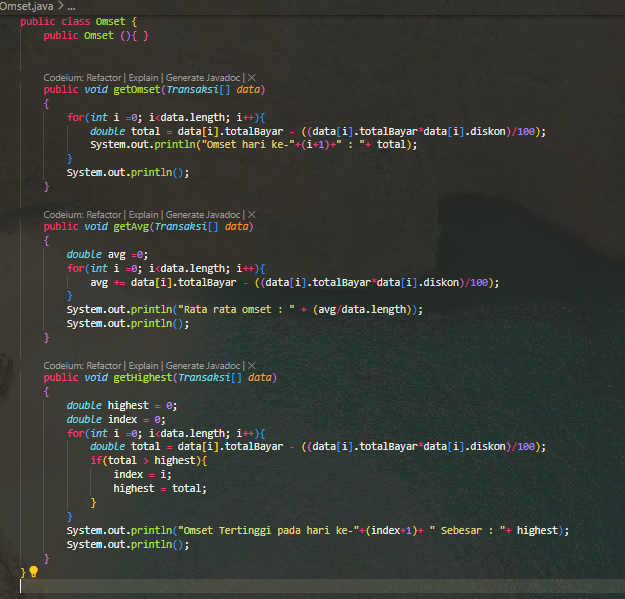 Omset.java > ...
public class Omset {
public Omset (){ }
Codeium: Refactor | Explain | Generate Javadoc | ×
public void getOmset(Transaksi[] data)
{
for(int i =0; i<data.length; i++){
double total = data[i].totalBayar - ((data[i].totalBayar*data[i].diskon)/100);
System.out.println("Omset hari ke-"+(i+1)+" : "+ total);
}
System.out.println();
}
Codeium: Refactor | Explain | Generate Javadoc | ×
public void getAvg(Transaksi[] data)
{
double avg =0;
for(int i =0; i<data.length; i++){
avg += data[i].totalBayar - ((data[i].totalBayar*data[i].diskon)/100);
}
System.out.println("Rata rata omset : " + (avg/data.length));
System.out.println();
}
Codeium: Refactor | Explain | Generate Javadoc | ×
public void getHighest(Transaksi[] data)
{
double highest = 0;
double index = 0;
for(int i =0; i<data.length; i++){
double total = data[i].totalBayar - ((data[i].totalBayar*data[i].diskon)/100);
if(total > highest){
index = i;
highest = total;
}
}
System.out.println("Omset Tertinggi pada hari ke-"+(index+1)+ " Sebesar : "+ highest);
System.out.println();
}
}